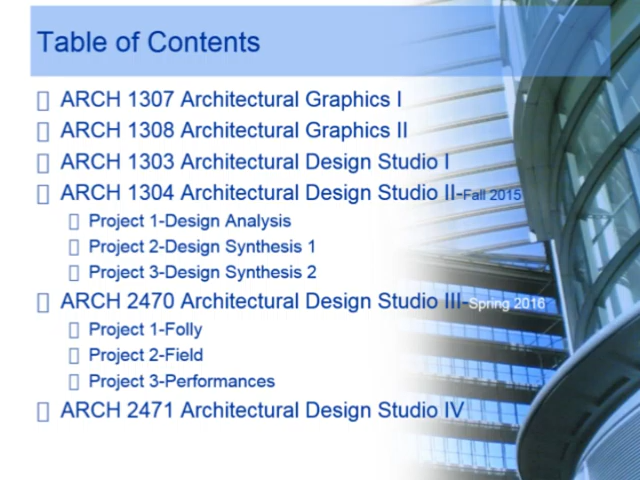 Table of Contents
ARCH 1307 Architectural Graphics I
ARCH 1308 Architectural Graphics II
ARCH 1303 Architectural Design Studio I
ARCH 1304 Architectural Design Studio II-Fall 2015
Project 1-Design Analysis
Project 2-Design Synthesis 1
Project 3-Design Synthesis 2
ARCH 2470 Architectural Design Studio III-Spring 2016
Project 1-Folly
Project 2-Field
Project 3-Performances
ARCH 2471 Architectural Design Studio IV